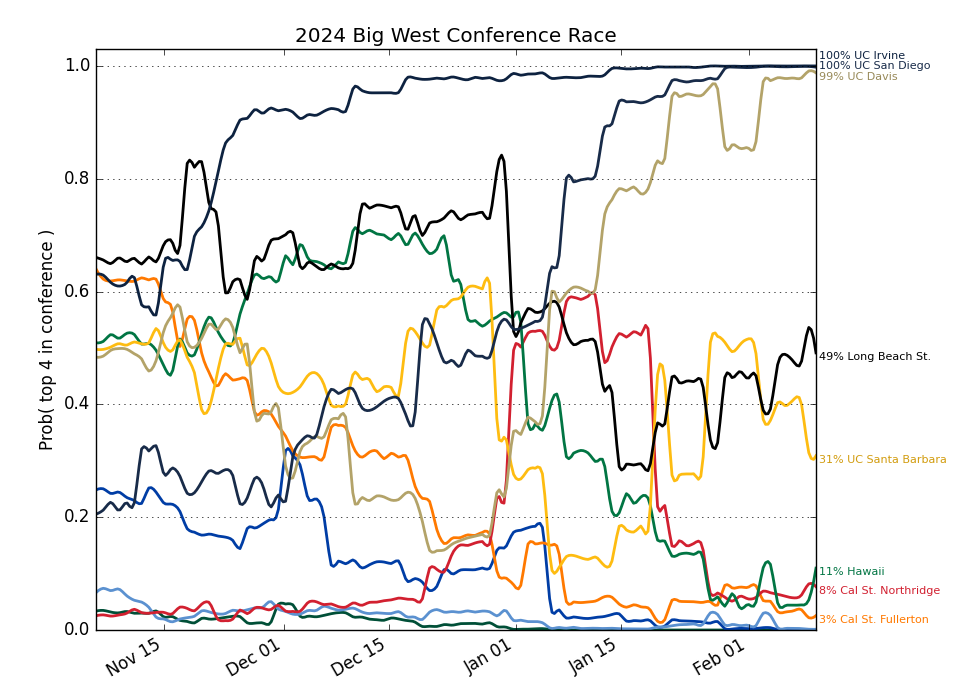 2024 Big West Conference Race
Prob( top 4 in conference )
1.0
0.8
0.6
0.4
0.2
0.0
Nov 15
Dec 01
Dec 15
Jan 01
Jan 15
Feb 01
100% UC Irvine
100% UC San Diego
99% UC Davis
49% Long Beach St.
31% UC Santa Barbara
11% Hawaii
8% Cal St. Northridge
3% Cal St. Fullerton